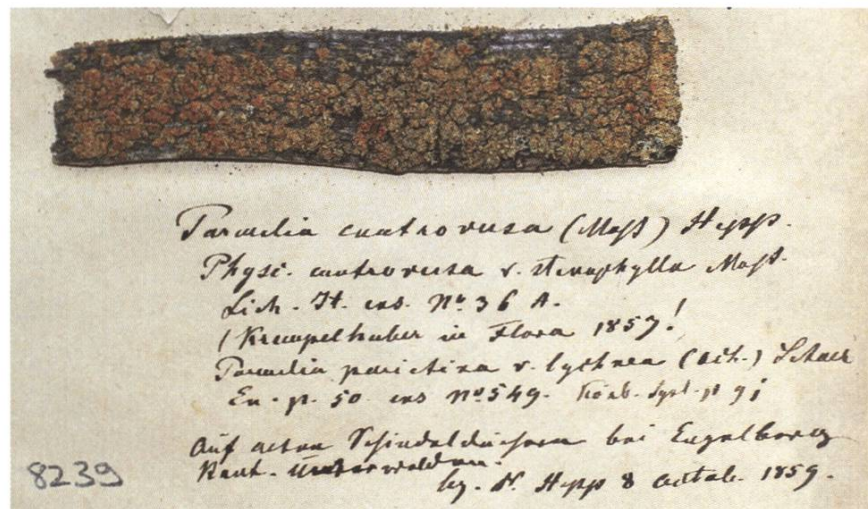 Parmelia controversa (Mass) Hepp.
Physc. controversa v. stenophylla Mass.
Lich. It. exs. No 36 A.
(Krempelhuber in Flora 1857!
Parmelia parietina v. lychnea (Ach.) Schaer
En. p. 50. exs No 549. Körb. Syst. p 91
Auf alten Schindeldächern bei Engelberg
Kant. Unterwalden.
lg. Dr. Hepp 8 octob. 1859.
8239